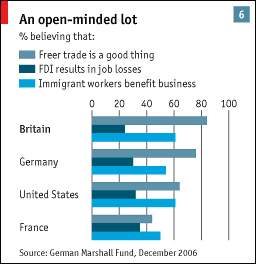 An open-minded lot
6
% believing that:
Freer trade is a good thing
FDI results in job losses
Immigrant workers benefit business
0 20 40 60 80 100
Britain
Germany
United States
France
Source: German Marshall Fund, December 2006